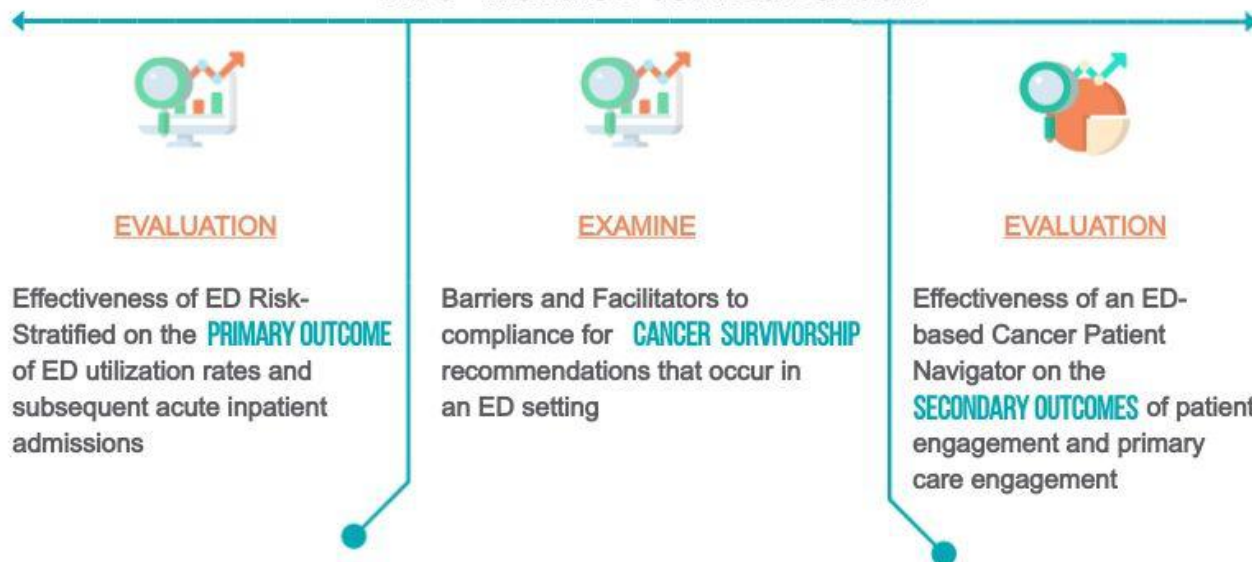 EVALUATION
Effectiveness of ED Risk-
Stratified on the PRIMARY OUTCOME
of ED utilization rates and
subsequent acute inpatient
admissions
EXAMINE
Barriers and Facilitators to
compliance for CANCER SURVIVORSHIP
recommendations that occur in
an ED setting
EVALUATION
Effectiveness of an ED-
based Cancer Patient
Navigator on the
SECONDARY OUTCOMES of patient
engagement and primary
care engagement